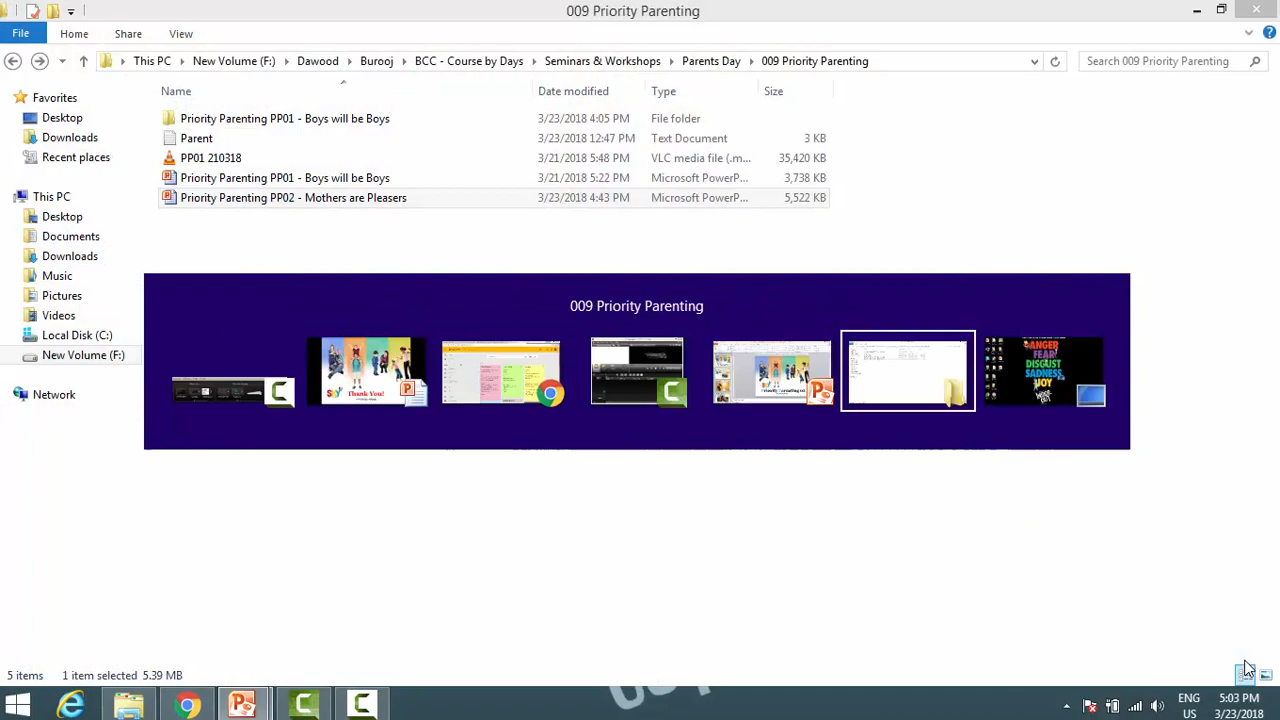 009 Priority Parenting
File Home Share View
This PC New Volume (F:) Dawood Burooj BCC - Course by Days Seminars & Workshops Parents Day 009 Priority Parenting
Search 009 Priority Parenting
Name Date modified Type Size
Favorites
Desktop
Downloads
Recent places
This PC
Desktop
Documents
Downloads
Music
Pictures
Videos
Local Disk (C:)
New Volume (F:)
Network
Priority Parenting PP01 - Boys will be Boys 3/23/2018 4:05 PM File folder
Parent 3/23/2018 12:47 PM Text Document 3 KB
PP01 210318 3/21/2018 5:48 PM VLC media file (.m... 35,420 KB
Priority Parenting PP01 - Boys will be Boys 3/21/2018 5:22 PM Microsoft PowerP... 3,738 KB
Priority Parenting PP02 - Mothers are Pleasers 3/23/2018 4:43 PM Microsoft PowerP... 5,522 KB
009 Priority Parenting
Thank You!
ANGER
FEAR
DISGUST
SADNESS
JOY
5 items 1 item selected 5.39 MB
ENG
US
5:03 PM
3/23/2018